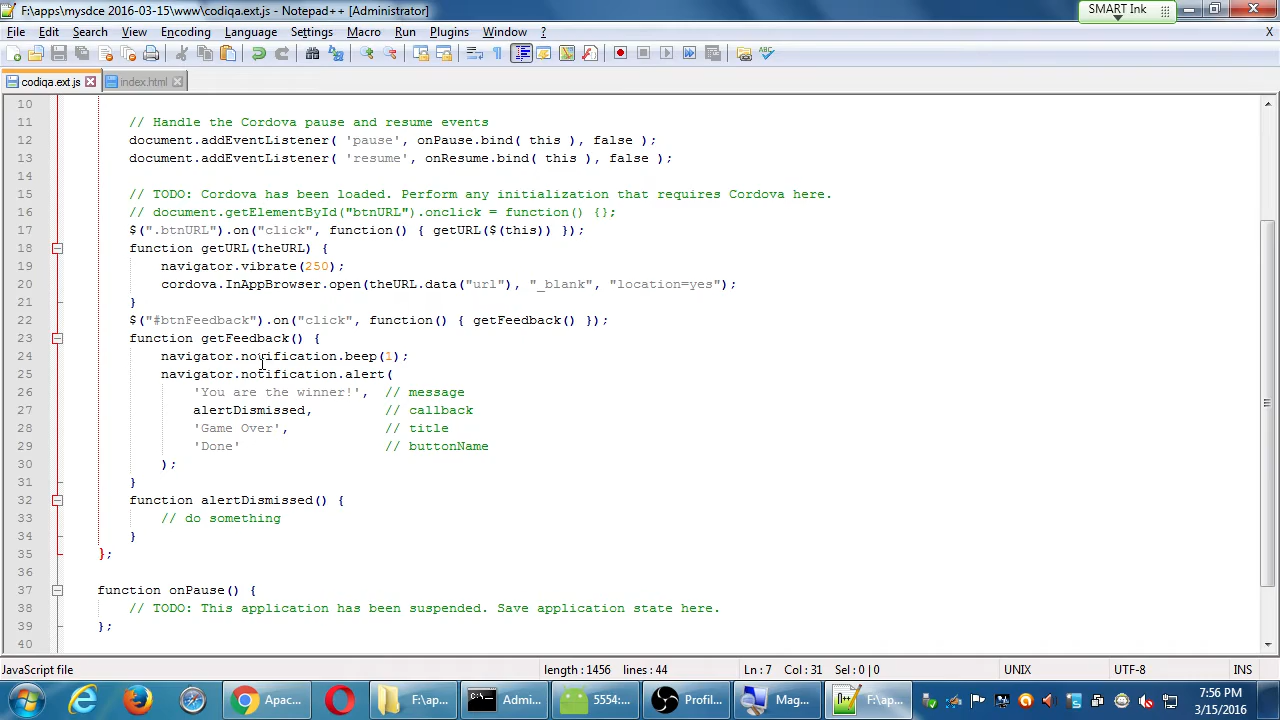 F:\apps\mysdce 2016-03-15\www\codiqa.ext.js - Notepad++ [Administrator]
SMART Ink
File Edit Search View Encoding Language Settings Macro Run Plugins Window ? X
codiqa.ext.js index.html
10
11 // Handle the Cordova pause and resume events
12 document.addEventListener( 'pause', onPause.bind( this ), false );
13 document.addEventListener( 'resume', onResume.bind( this ), false );
14
15 // TODO: Cordova has been loaded. Perform any initialization that requires Cordova here.
16 // document.getElementById("btnURL").onclick = function() {};
17 $(".btnURL").on("click", function() { getURL($(this)) });
18 function getURL(theURL) {
19 navigator.vibrate(250);
20 cordova.InAppBrowser.open(theURL.data("url"), "_blank", "location=yes");
21 }
22 $("#btnFeedback").on("click", function() { getFeedback() });
23 function getFeedback() {
24 navigator.notification.beep(1);
25 navigator.notification.alert(
26 'You are the winner!', // message
27 alertDismissed, // callback
28 'Game Over', // title
29 'Done' // buttonName
30 );
31 }
32 function alertDismissed() {
33 // do something
34 }
35 };
36
37 function onPause() {
38 // TODO: This application has been suspended. Save application state here.
39 };
40
JavaScript file length : 1456 lines : 44 Ln : 7 Col : 31 Sel : 0 | 0 UNIX UTF-8 INS
Apac... F:\ap... Admi... 5554:... Profil... Mag... F:\ap... 7:56 PM
3/15/2016